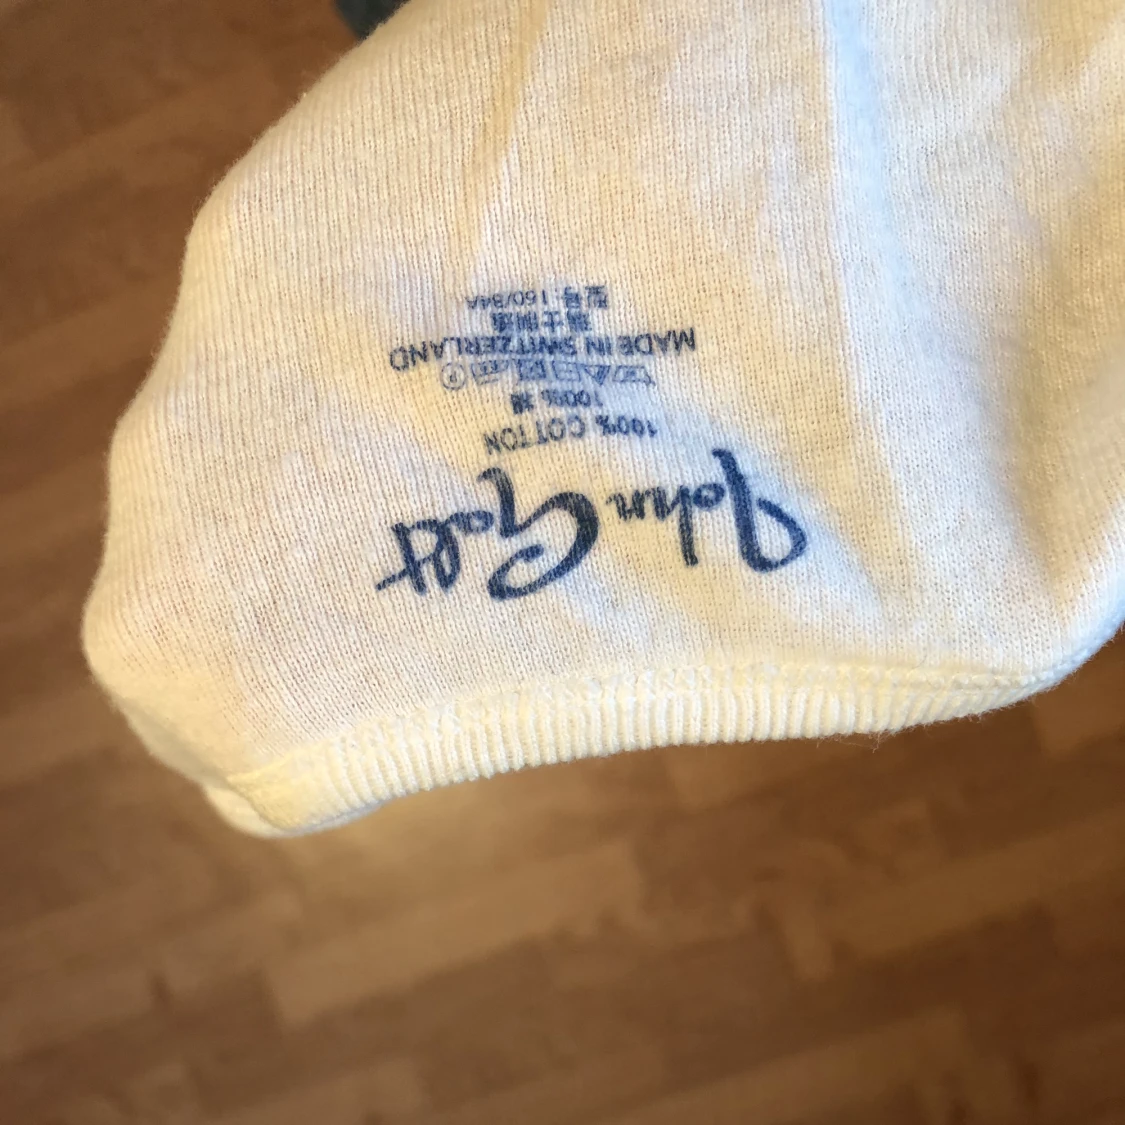 John Galt
100% COTTON
100% 棉
MADE IN SWITZERLAND
瑞士制造
型号：160/84A